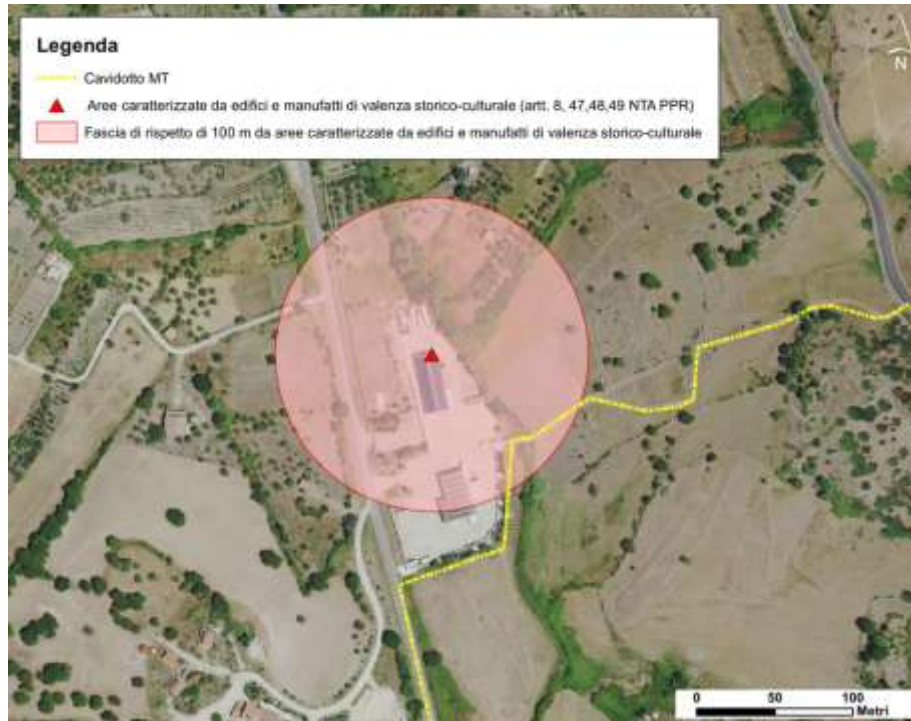 Legenda
Cavidotto MT
Aree caratterizzate da edifici e manufatti di valenza storico-culturale (artt. 8, 47,48,49 NTA PPR)
Fascia di rispetto di 100 m da aree caratterizzate da edifici e manufatti di valenza storico-culturale
N
0 50 100
Metri